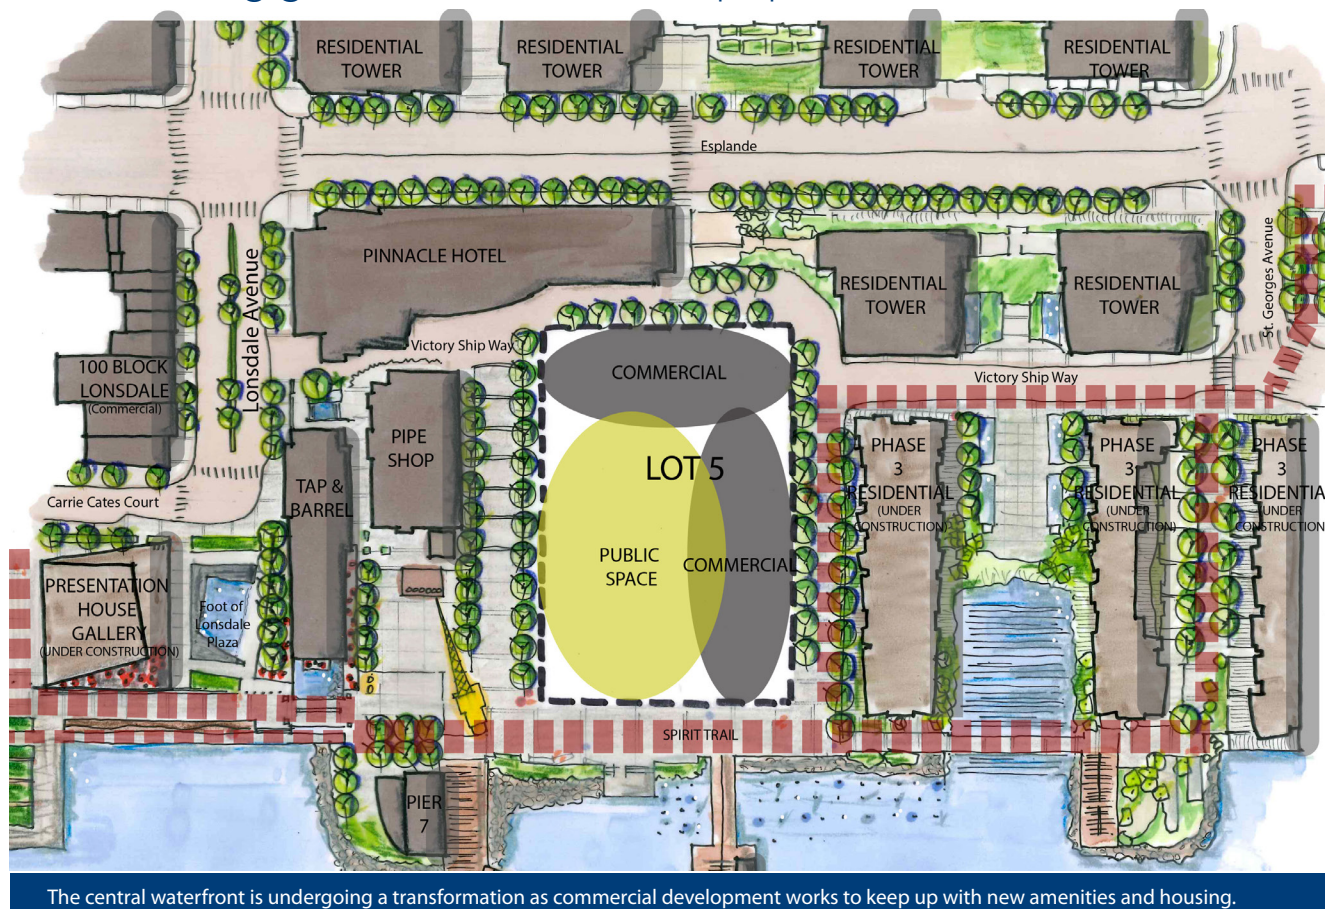 RESIDENTIAL
TOWER
RESIDENTIAL
TOWER
RESIDENTIAL
TOWER
RESIDENTIAL
TOWER
Esplande
PINNACLE HOTEL
Lonsdale Avenue
St. Georges Avenue
RESIDENTIAL
TOWER
RESIDENTIAL
TOWER
Victory Ship Way
Victory Ship Way
100 BLOCK
LONSDALE
(Commercial)
COMMERCIAL
PIPE
SHOP
LOT 5
TAP &
BARREL
Carrie Cates Court
PUBLIC
SPACE
COMMERCIAL
PHASE
3
RESIDENTIAL
(UNDER
CONSTRUCTION)
PHASE
3
RESIDENTIAL
(UNDER
CONSTRUCTION)
PHASE
3
RESIDENTIA
(UNDER
CONSTRUCTION
PRESENTATION
HOUSE
GALLERY
(UNDER CONSTRUCTION)
Foot of
Lonsdale
Plaza
SPIRIT TRAIL
PIER
7
The central waterfront is undergoing a transformation as commercial development works to keep up with new amenities and housing.